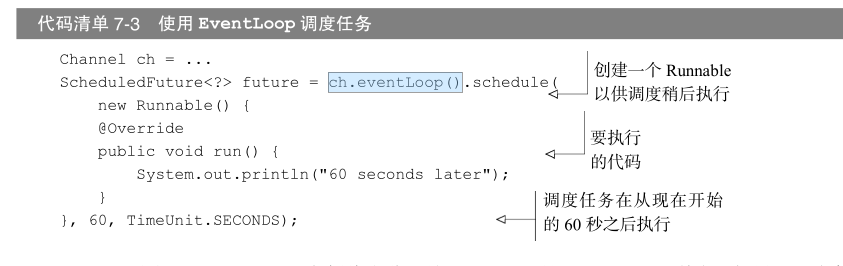 代码清单 7-3 使用 EventLoop 调度任务
Channel ch = ...
ScheduledFuture<?> future = ch.eventLoop().schedule(
new Runnable() {
@Override
public void run() {
System.out.println("60 seconds later");
}
}, 60, TimeUnit.SECONDS);
创建一个 Runnable
以供调度稍后执行
要执行
的代码
调度任务在从现在开始
的 60 秒之后执行